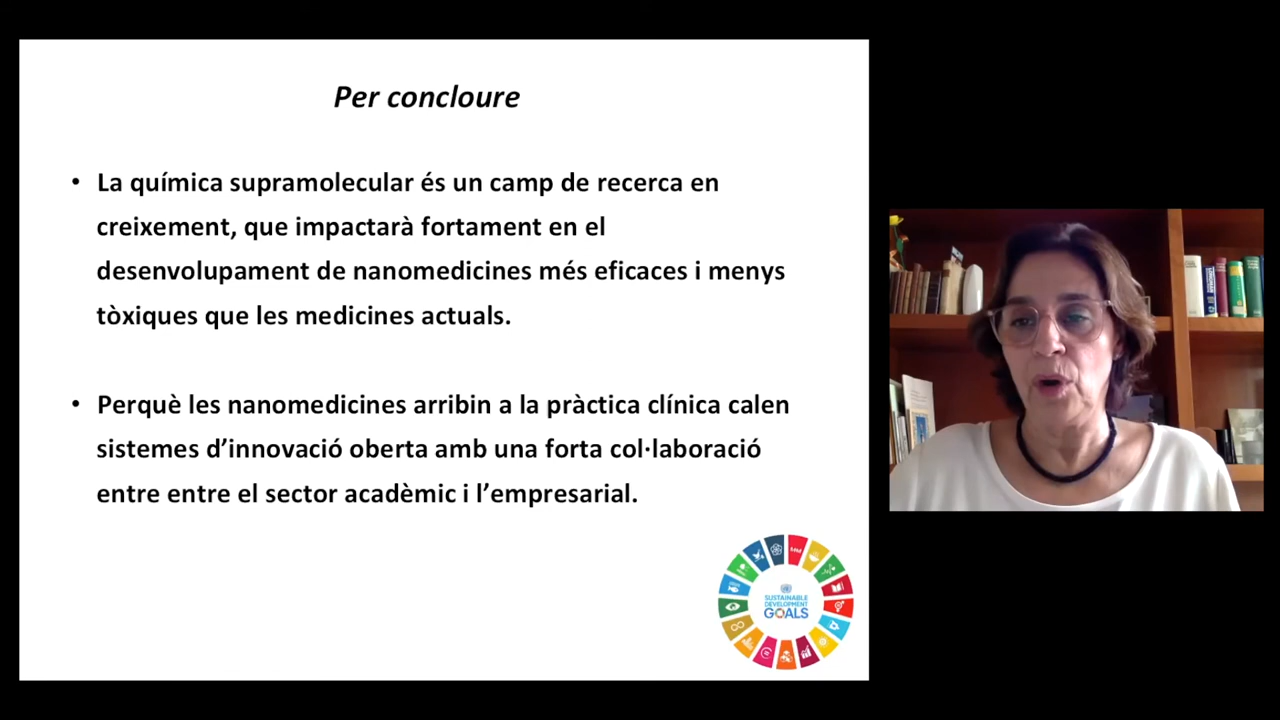 Per concloure
• La química supramolecular és un camp de recerca en
creixement, que impactarà fortament en el
desenvolupament de nanomedicines més eficaces i menys
tòxiques que les medicines actuals.
• Perquè les nanomedicines arribin a la pràctica clínica calen
sistemes d’innovació oberta amb una forta col·laboració
entre entre el sector acadèmic i l’empresarial.
SUSTAINABLE
DEVELOPMENT
GOALS